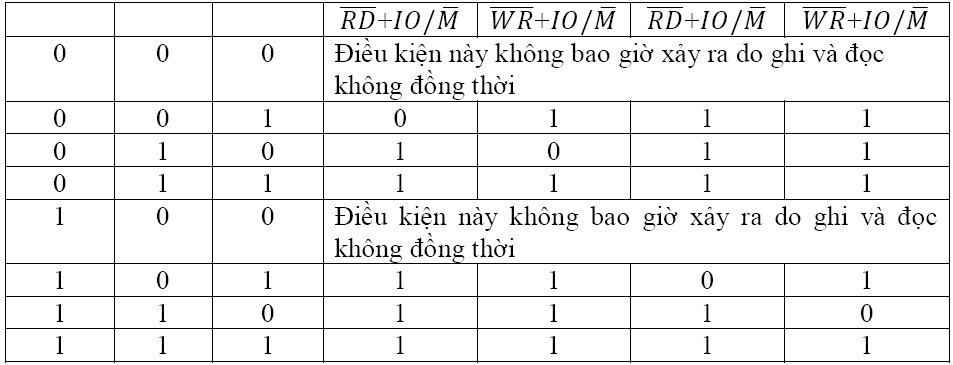 R̅D̅+IO/M̅ W̅R̅+IO/M̅ R̅D̅+IO/M̅ W̅R̅+IO/M̅
0 0 0 Điều kiện này không bao giờ xảy ra do ghi và đọc
không đồng thời
0 0 1 0 1 1 1
0 1 0 1 0 1 1
0 1 1 1 1 1 1
1 0 0 Điều kiện này không bao giờ xảy ra do ghi và đọc
không đồng thời
1 0 1 1 1 0 1
1 1 0 1 1 1 0
1 1 1 1 1 1 1